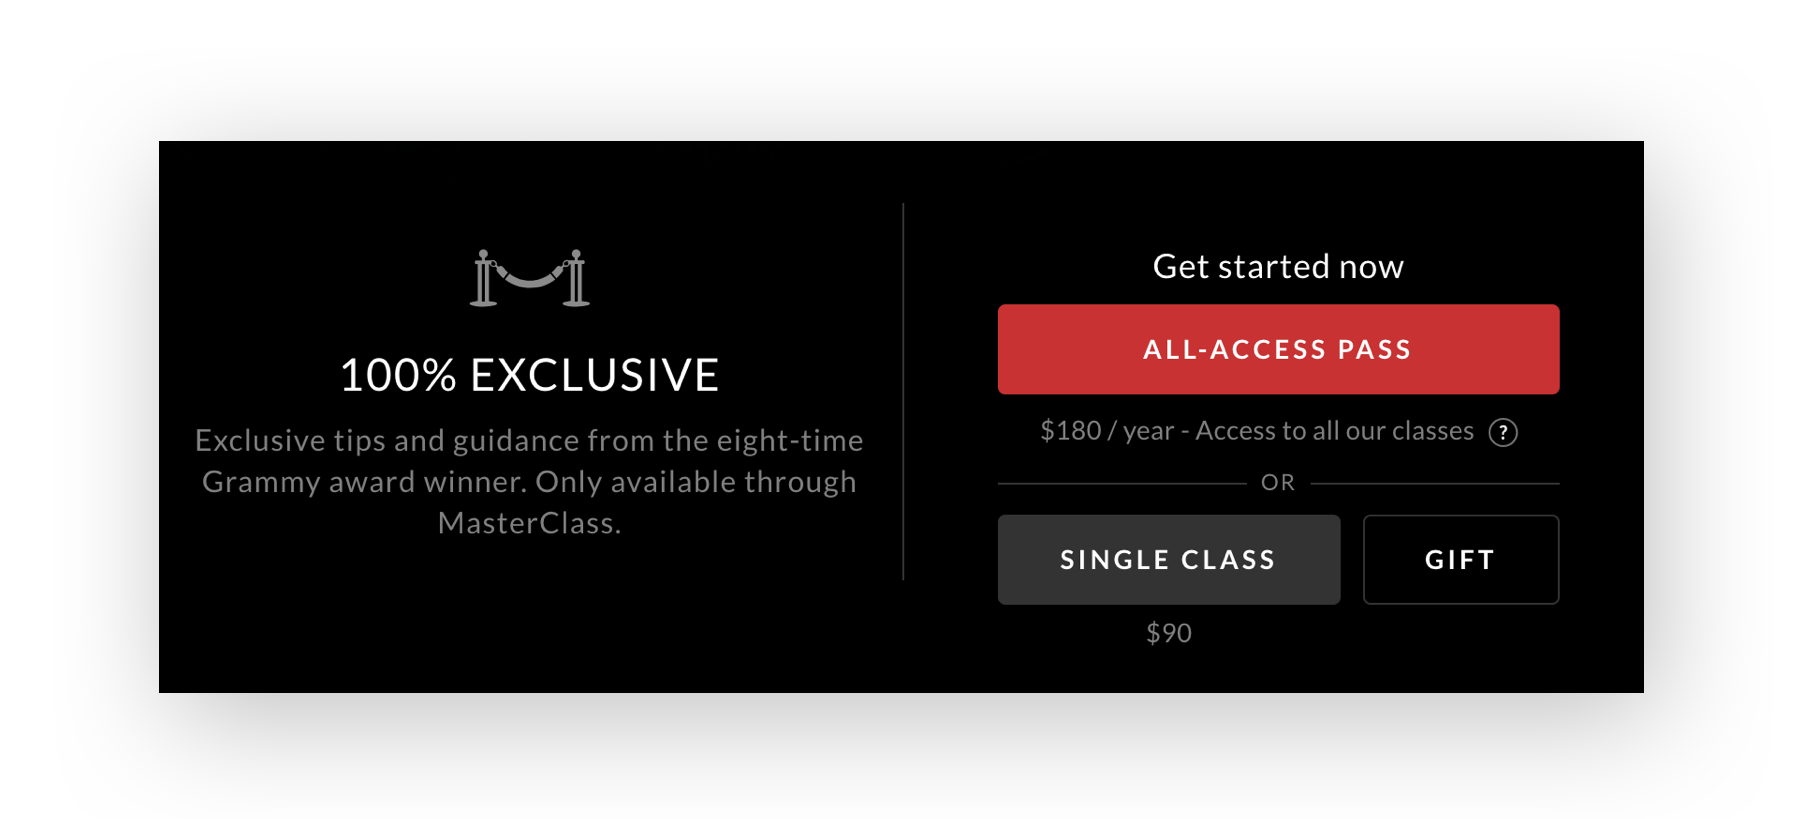 100% EXCLUSIVE
Exclusive tips and guidance from the eight-time
Grammy award winner. Only available through
MasterClass.
Get started now
ALL-ACCESS PASS
$180 / year - Access to all our classes ?
OR
SINGLE CLASS
GIFT
$90